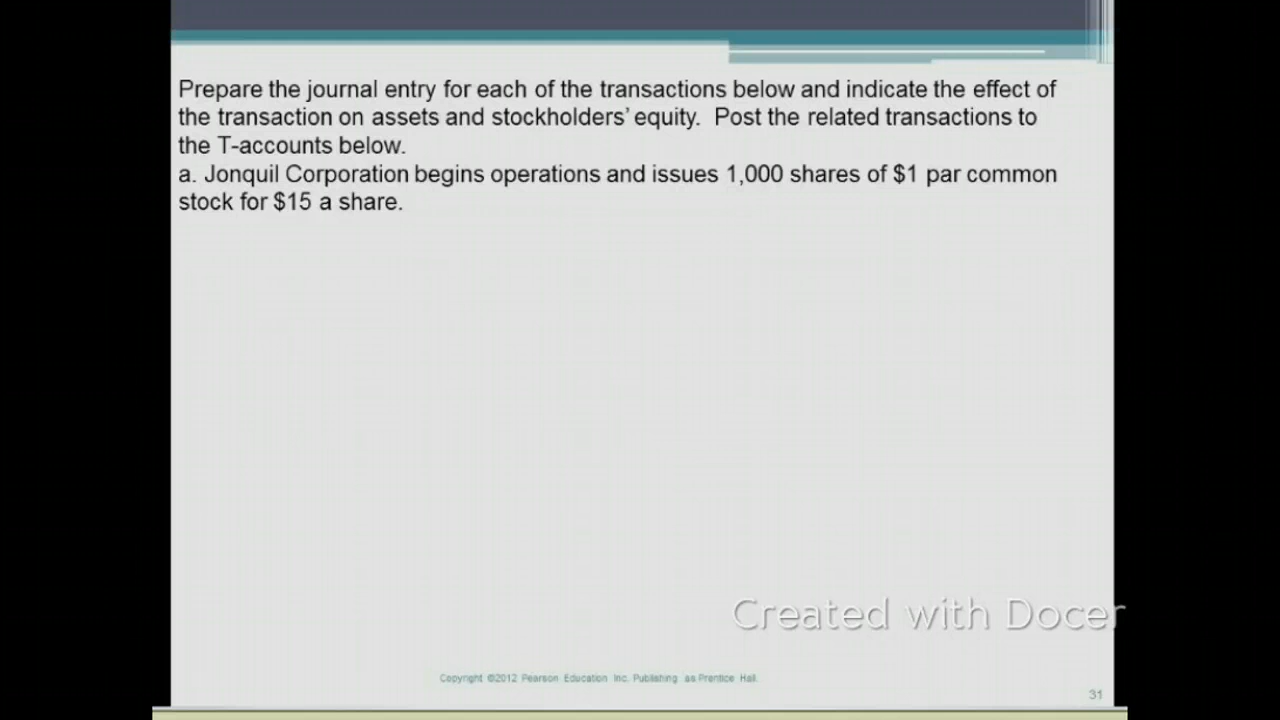 Prepare the journal entry for each of the transactions below and indicate the effect of
the transaction on assets and stockholders' equity. Post the related transactions to
the T-accounts below.
a. Jonquil Corporation begins operations and issues 1,000 shares of $1 par common
stock for $15 a share.
Created with Docer
Copyright ©2012 Pearson Education Inc. Publishing as Prentice Hall.
31